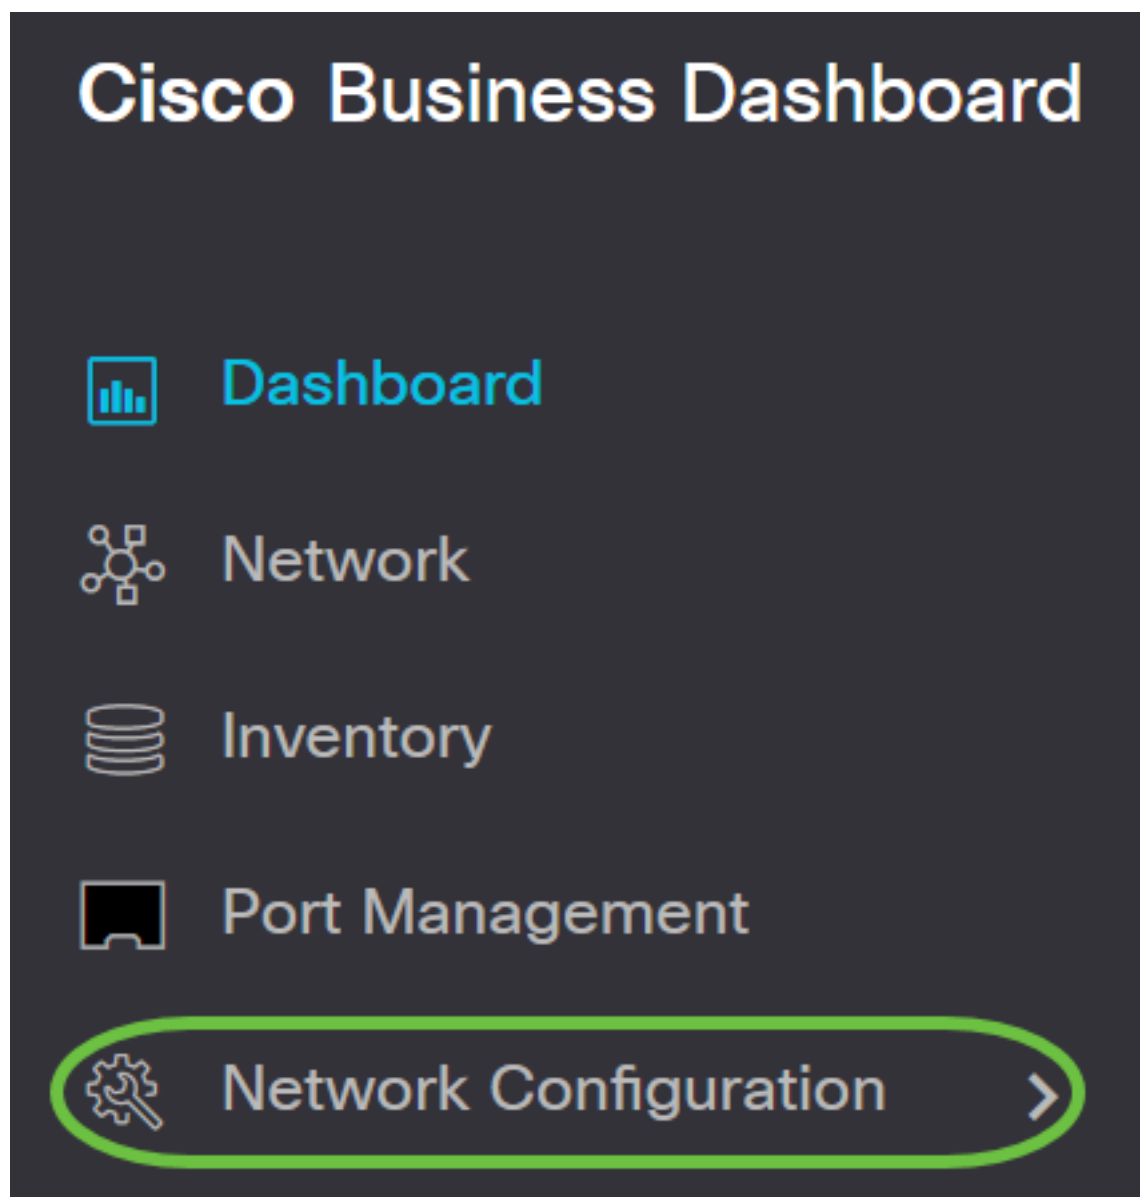 Cisco Business Dashboard
Dashboard
Network
Inventory
Port Management
Network Configuration